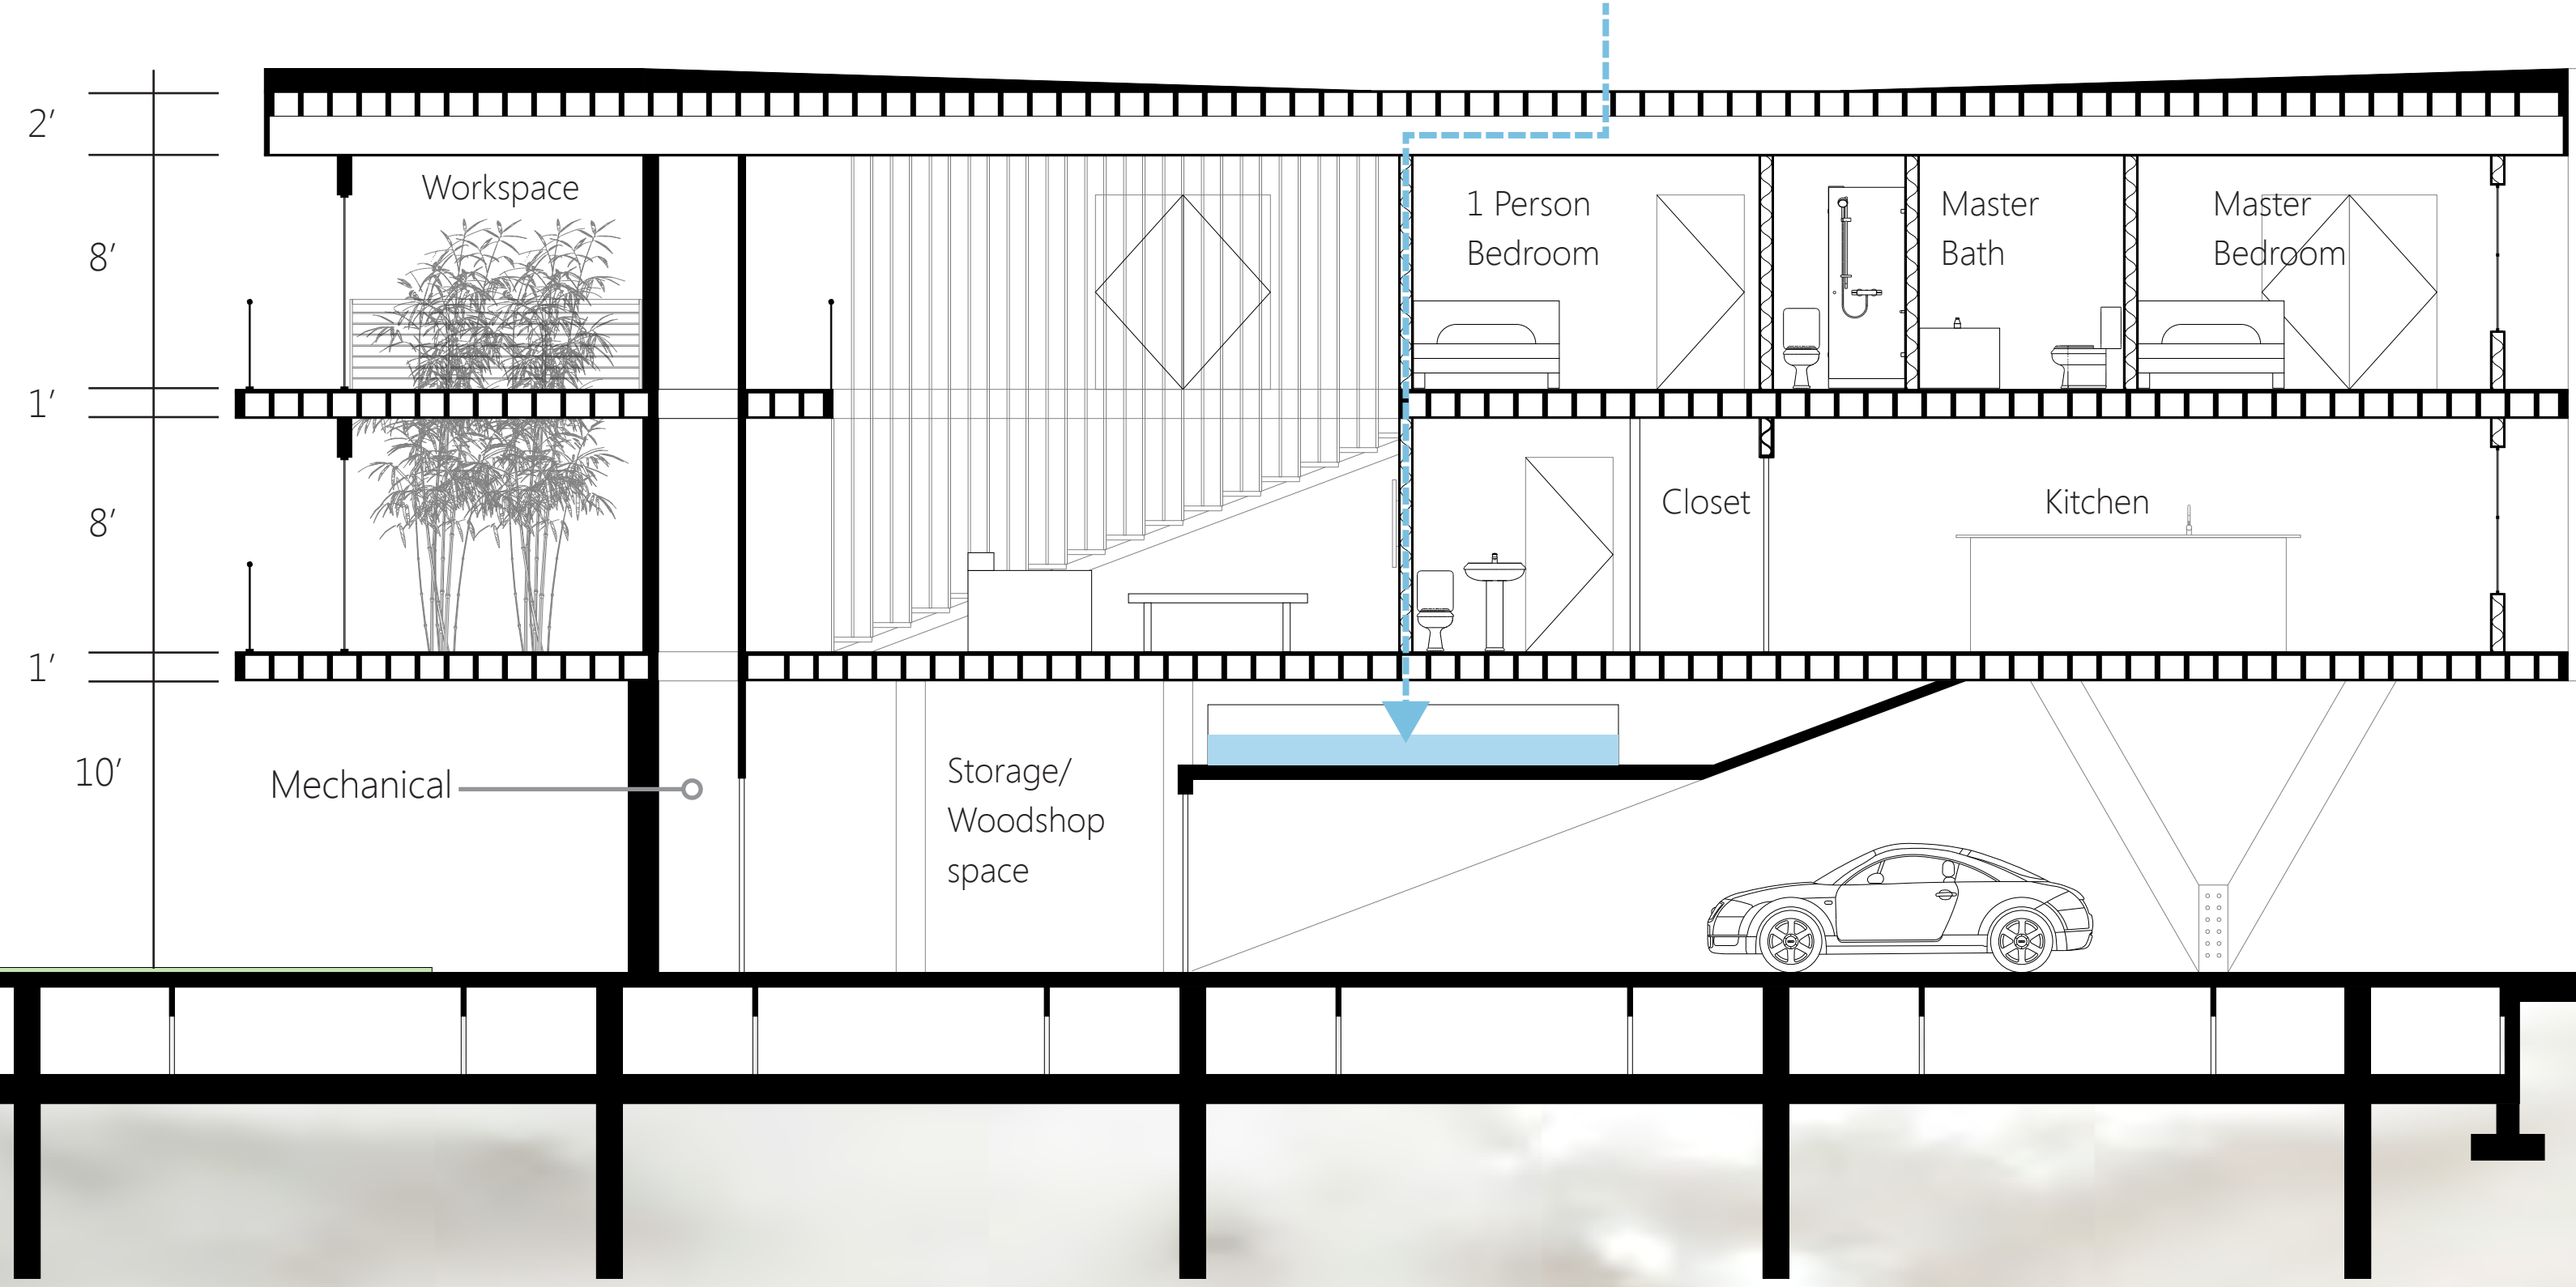 2′
8′
1′
8′
1′
10′
Workspace
1 Person
Bedroom
Master
Bath
Master
Bedroom
Closet
Kitchen
Mechanical
Storage/
Woodshop
space